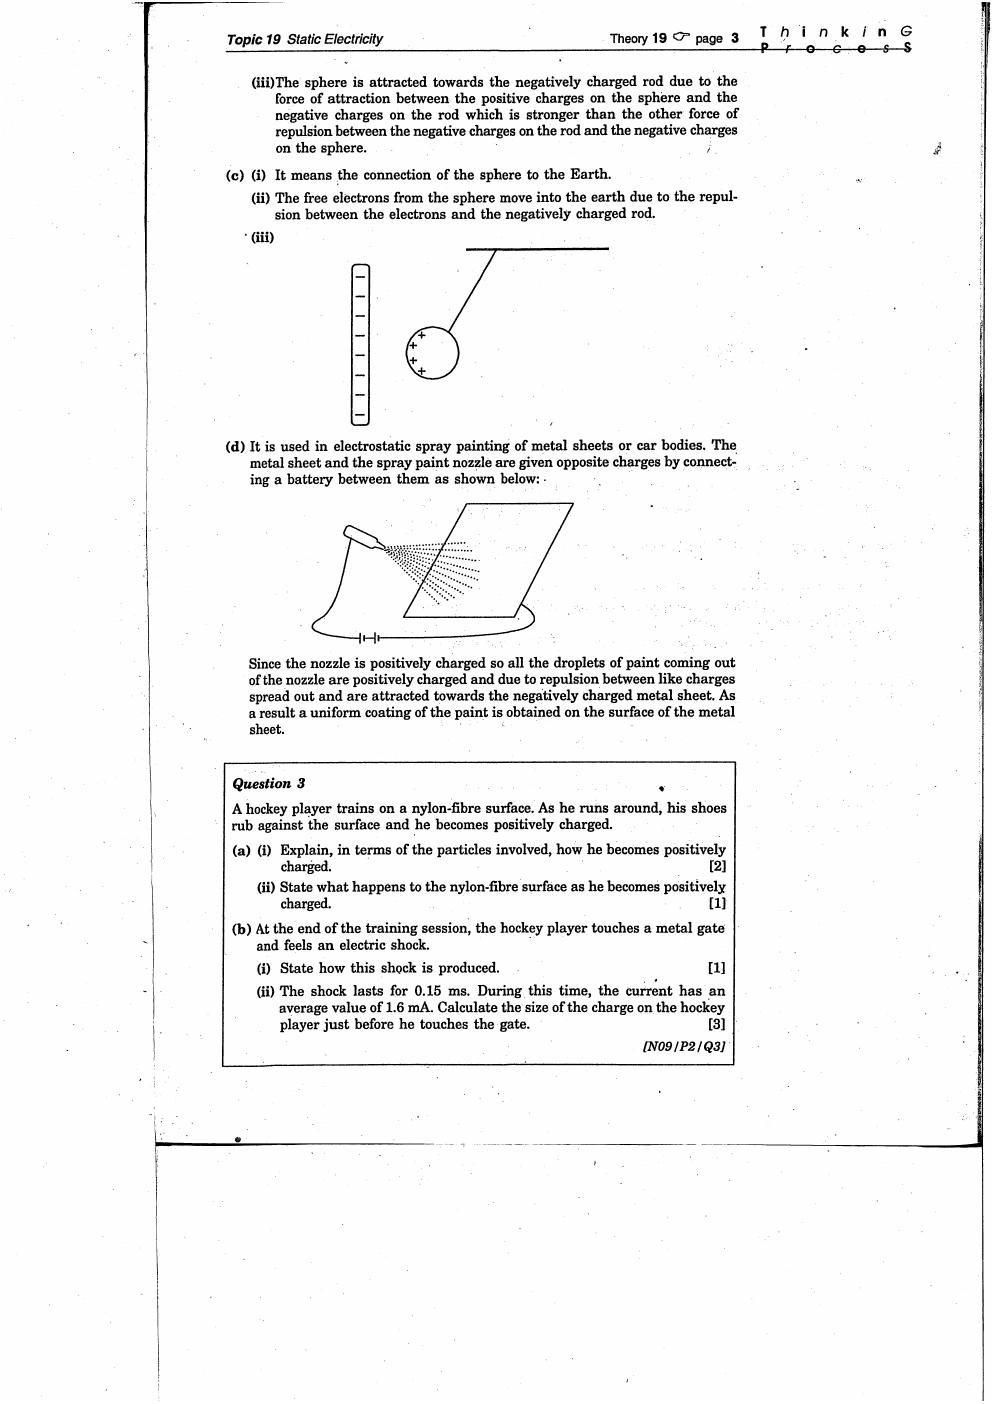 Topic 19 Static Electricity
Theory 19 ☞ page 3
T h i n k i n G
P r o c e s S
(iii)The sphere is attracted towards the negatively charged rod due to the
force of attraction between the positive charges on the sphere and the
negative charges on the rod which is stronger than the other force of
repulsion between the negative charges on the rod and the negative charges
on the sphere.
(c) (i) It means the connection of the sphere to the Earth.
(ii) The free electrons from the sphere move into the earth due to the repul-
sion between the electrons and the negatively charged rod.
(iii)
(d) It is used in electrostatic spray painting of metal sheets or car bodies. The
metal sheet and the spray paint nozzle are given opposite charges by connect-
ing a battery between them as shown below:
Since the nozzle is positively charged so all the droplets of paint coming out
of the nozzle are positively charged and due to repulsion between like charges
spread out and are attracted towards the negatively charged metal sheet. As
a result a uniform coating of the paint is obtained on the surface of the metal
sheet.
Question 3
A hockey player trains on a nylon-fibre surface. As he runs around, his shoes
rub against the surface and he becomes positively charged.
(a) (i) Explain, in terms of the particles involved, how he becomes positively
charged. [2]
(ii) State what happens to the nylon-fibre surface as he becomes positively
charged. [1]
(b) At the end of the training session, the hockey player touches a metal gate
and feels an electric shock.
(i) State how this shock is produced. [1]
(ii) The shock lasts for 0.15 ms. During this time, the current has an
average value of 1.6 mA. Calculate the size of the charge on the hockey
player just before he touches the gate. [3]
[N09/P2/Q3]